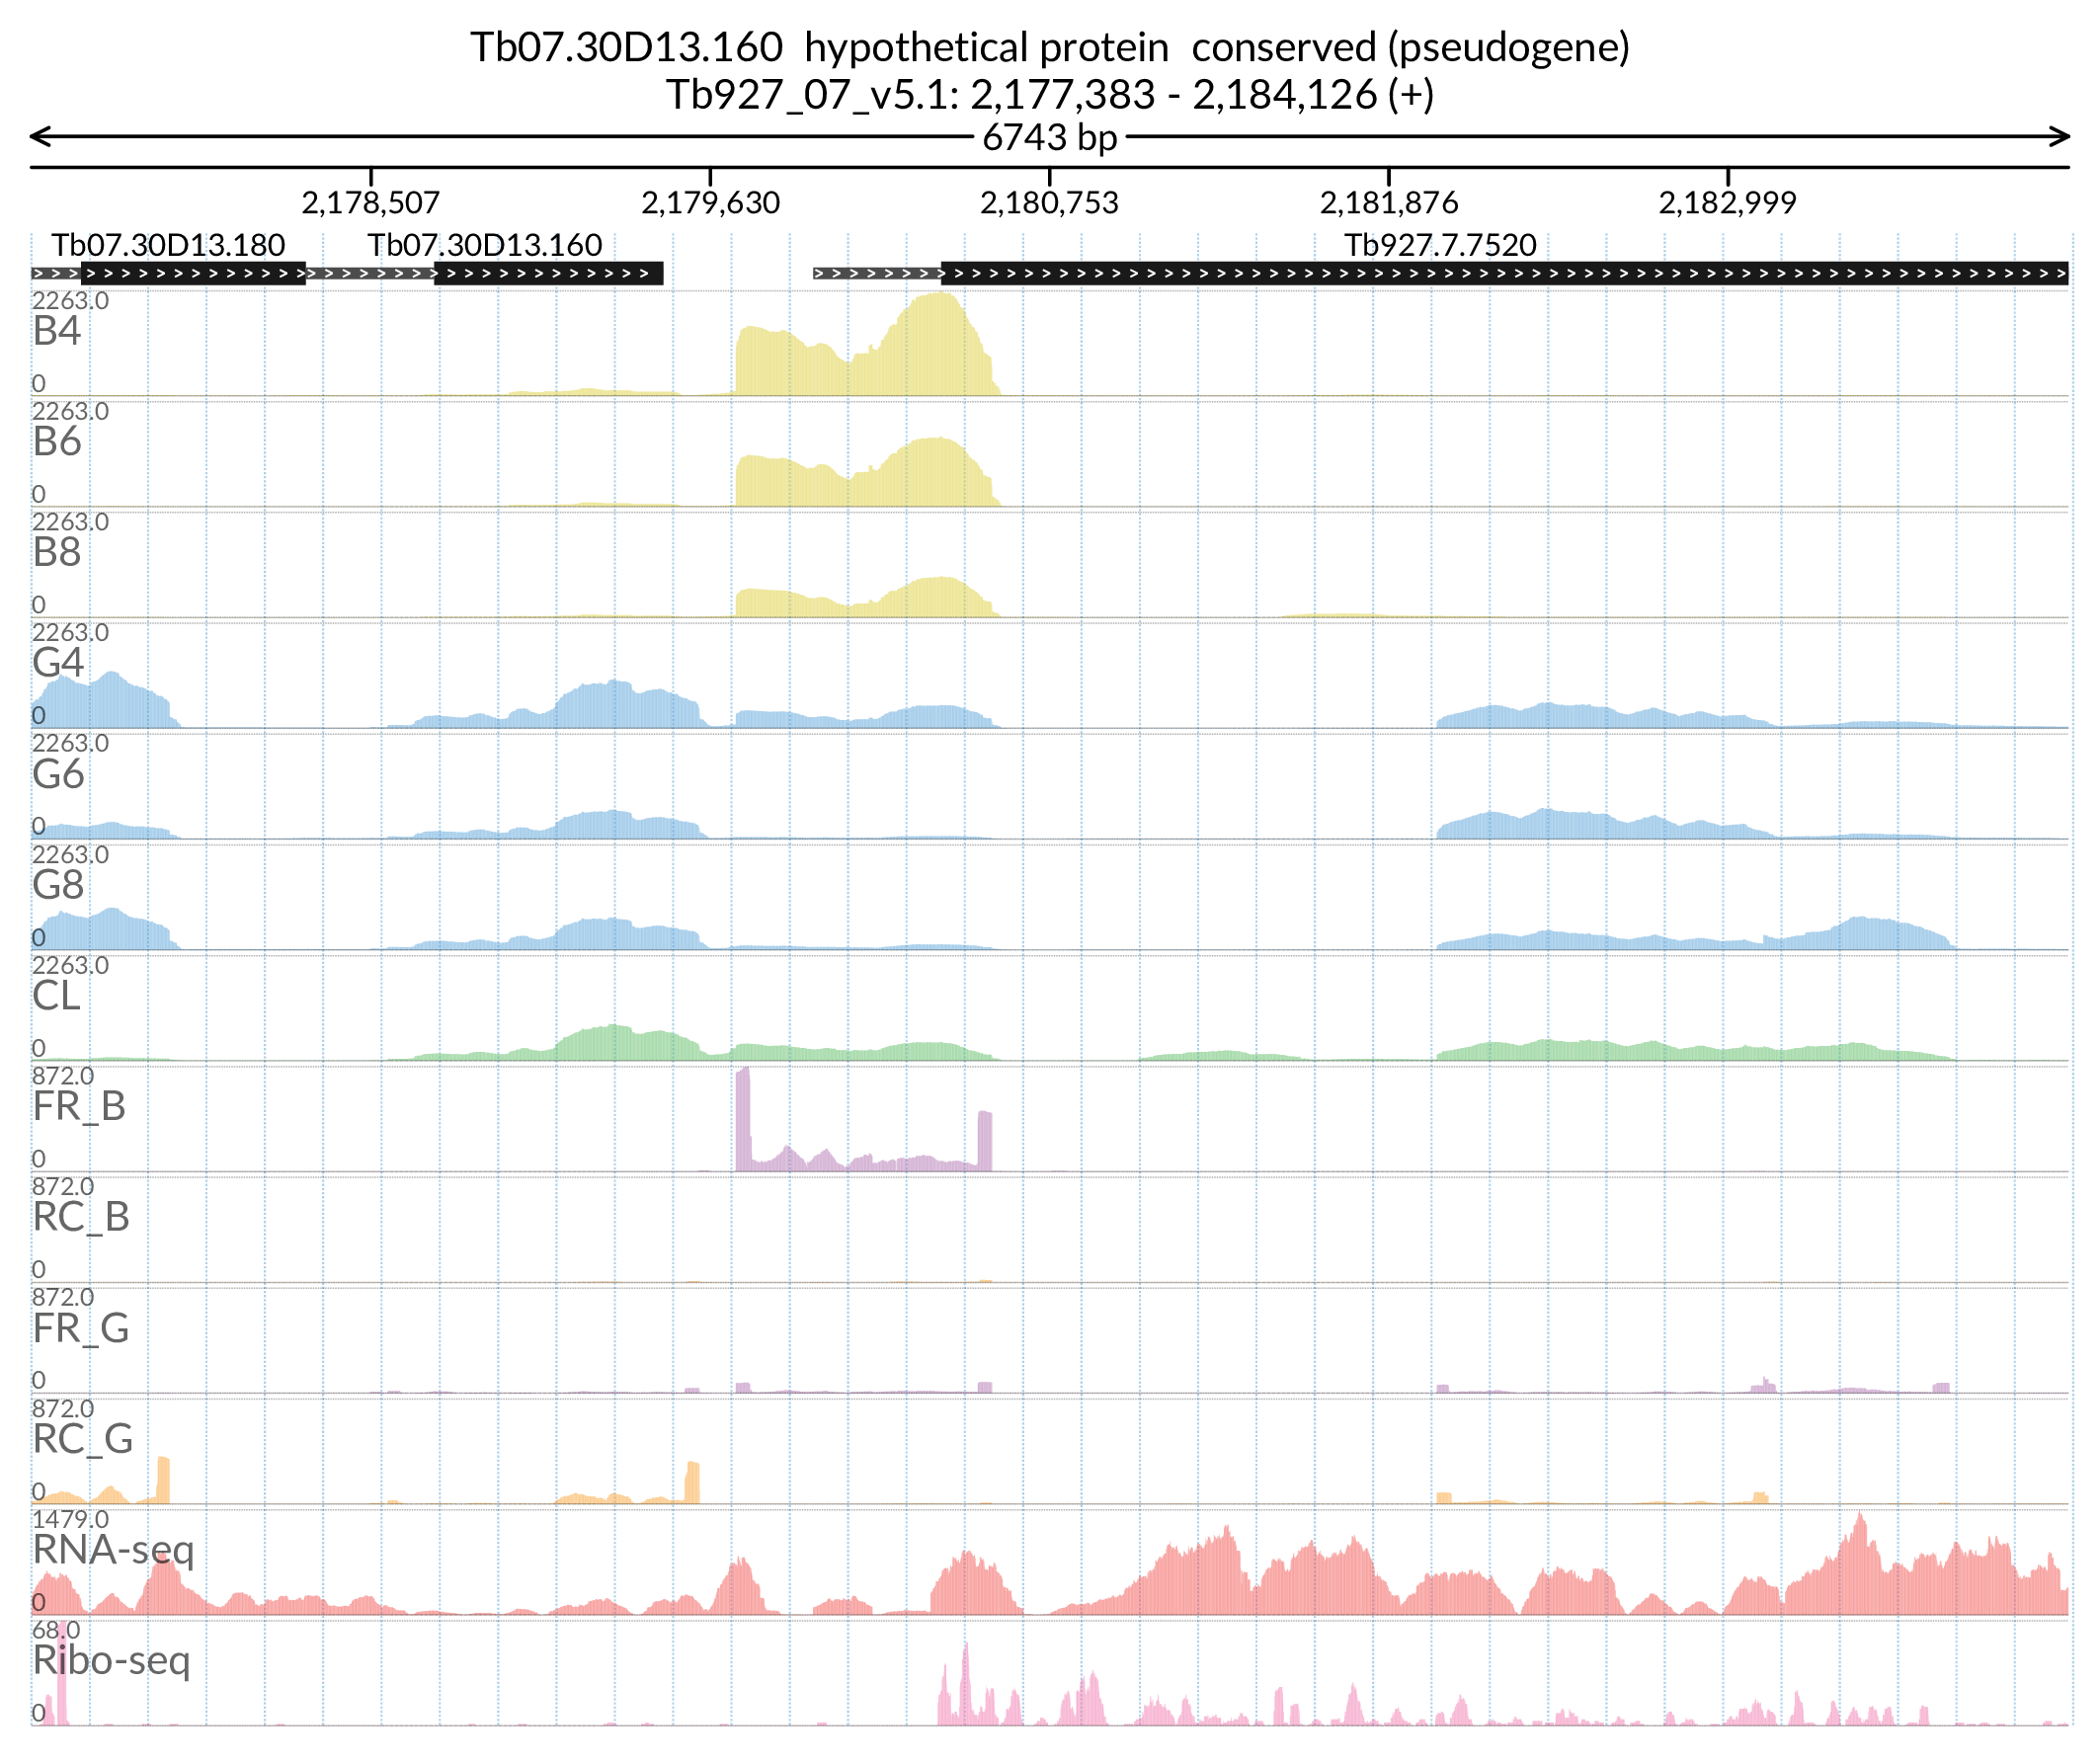 Tb07.30D13.160  hypothetical protein  conserved (pseudogene)
Tb927_07_v5.1: 2,177,383 - 2,184,126 (+)
6743 bp
2,178,507 2,179,630 2,180,753 2,181,876 2,182,999
Tb07.30D13.180 Tb07.30D13.160 Tb927.7.7520
2263.0
B4
0
2263.0
B6
0
2263.0
B8
0
2263.0
G4
0
2263.0
G6
0
2263.0
G8
0
2263.0
CL
0
872.0
FR_B
0
872.0
RC_B
0
872.0
FR_G
0
872.0
RC_G
0
1479.0
RNA-seq
0
68.0
Ribo-seq
0